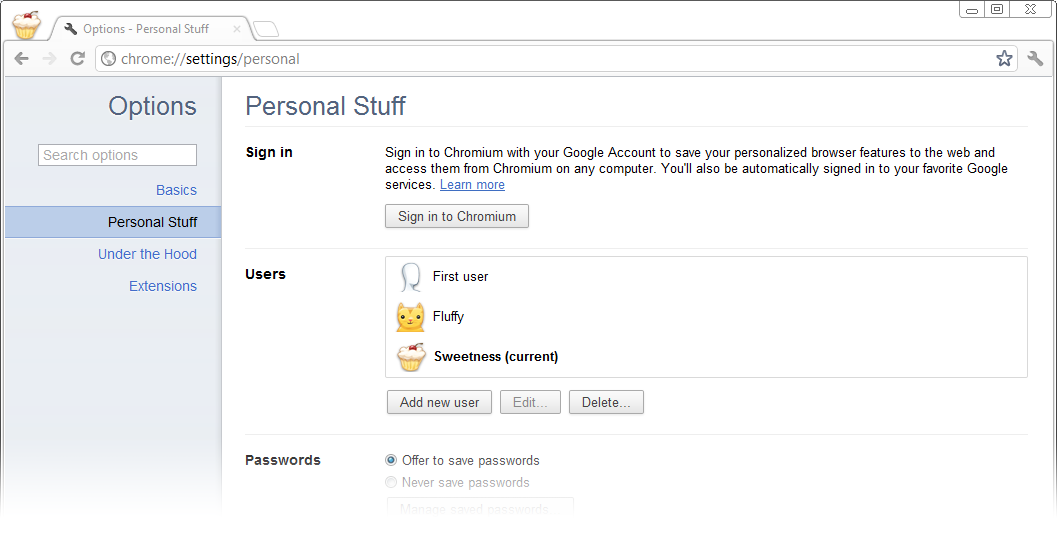 Options - Personal Stuff
chrome://settings/personal
Options
Search options
Basics
Personal Stuff
Under the Hood
Extensions
Personal Stuff
Sign in
Sign in to Chromium with your Google Account to save your personalized browser features to the web and
access them from Chromium on any computer. You'll also be automatically signed in to your favorite Google
services. Learn more
Sign in to Chromium
Users
First user
Fluffy
Sweetness (current)
Add new user
Edit...
Delete...
Passwords
Offer to save passwords
Never save passwords
Manage saved passwords...